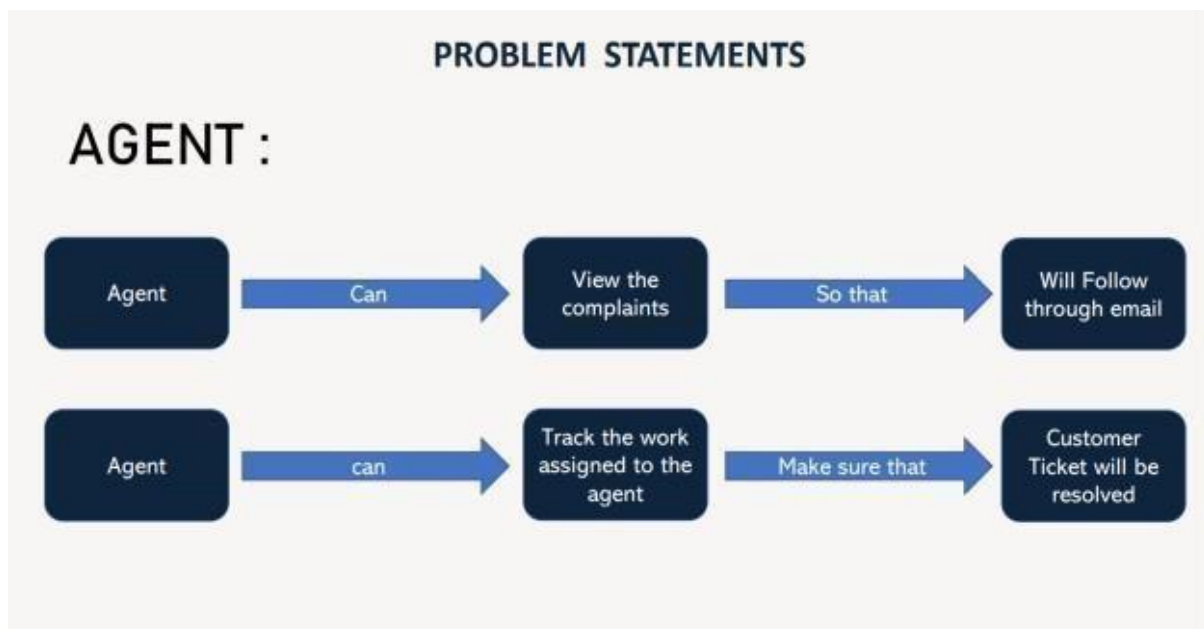 PROBLEM STATEMENTS
AGENT :
Agent
Can
View the
complaints
So that
Will Follow
through email
Agent
can
Track the work
assigned to the
agent
Make sure that
Customer
Ticket will be
resolved